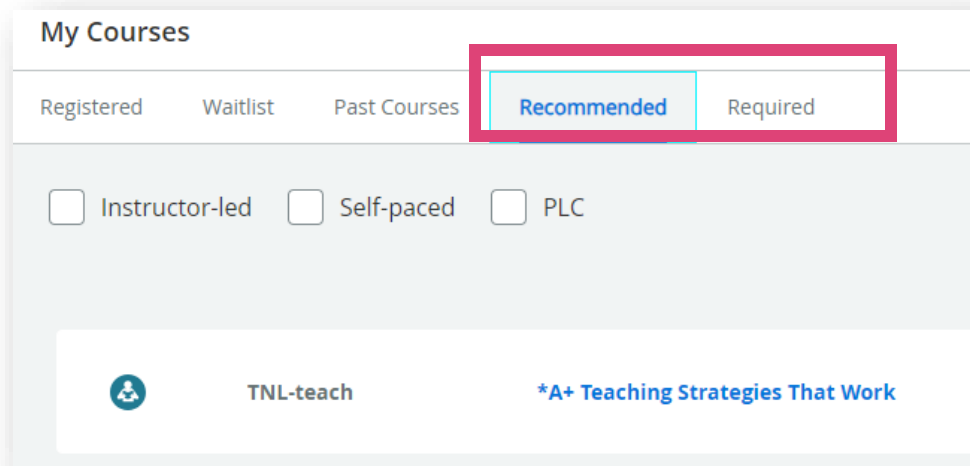 My Courses
Registered Waitlist Past Courses Recommended Required
Instructor-led Self-paced PLC
TNL-teach *A+ Teaching Strategies That Work